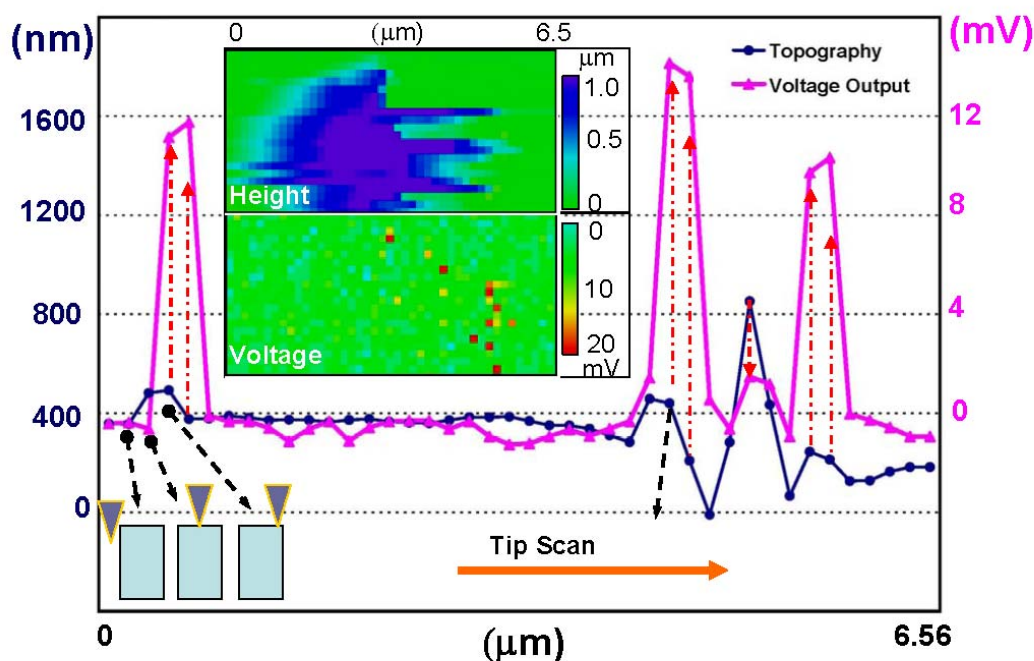 (nm)
0 (μm) 6.5
(mV)
μm
1.0
0.5
0
Height
0
10
20
mV
Voltage
Topography
Voltage Output
1600
1200
800
400
0
12
8
4
0
Tip Scan
0 (μm) 6.56